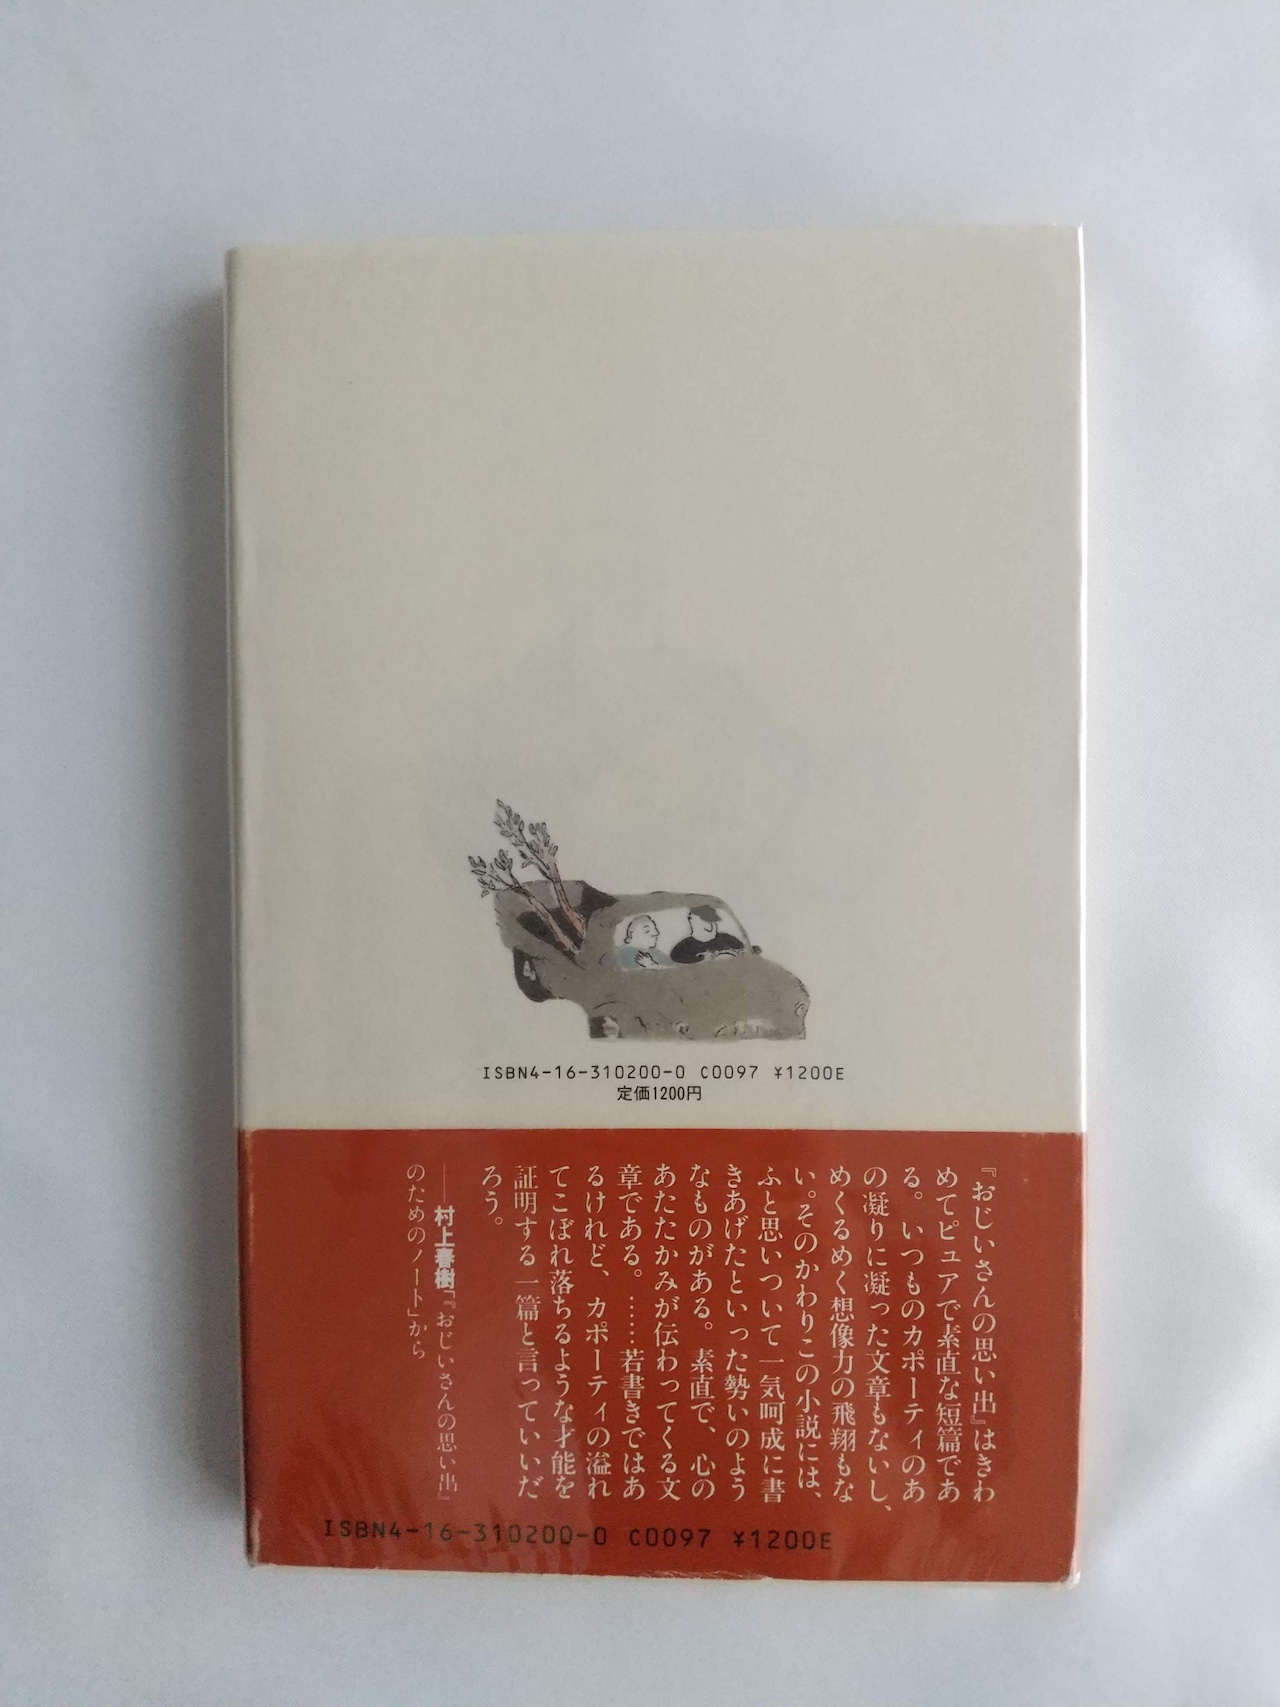 ISBN4-16-310200-0 C0097 ¥1200E
定価1200円
『おじいさんの思い出』はきわ
めてピュアで素直な短篇であ
る。いつものカポーティのあ
の凝りに凝った文章もないし、
めくるめく想像力の飛翔もな
い。そのかわりこの小説には、
ふと思いついて一気呵成に書
きあげたといった勢いのよう
なものがある。素直で、心の
あたたかみが伝わってくる文
章である。……若書きではあ
るけれど、カポーティの溢れ
てこぼれ落ちるような才能を
証明する一篇と言っていいだ
ろう。
――村上春樹「『おじいさんの思い出』
のためのノート」から
ISBN4-16-310200-0 C0097 ¥1200E